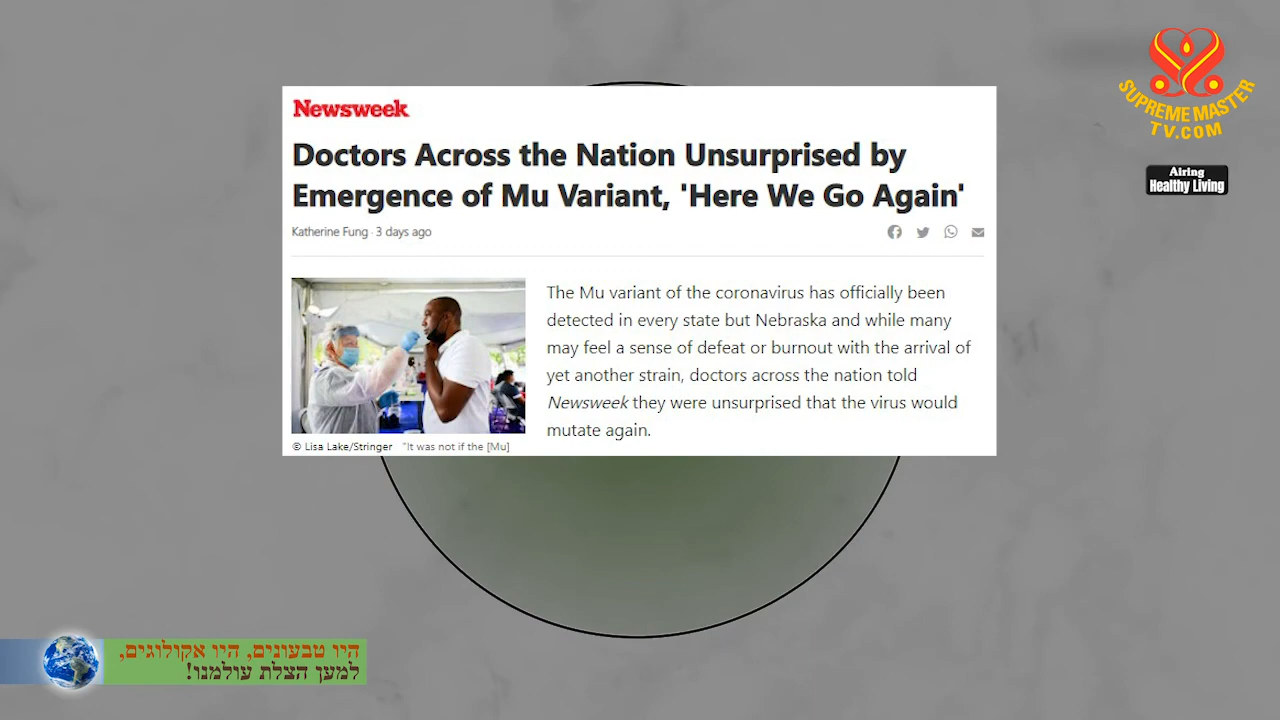 Newsweek
Doctors Across the Nation Unsurprised by
Emergence of Mu Variant, 'Here We Go Again'
Katherine Fung · 3 days ago
The Mu variant of the coronavirus has officially been
detected in every state but Nebraska and while many
may feel a sense of defeat or burnout with the arrival of
yet another strain, doctors across the nation told
Newsweek they were unsurprised that the virus would
mutate again.
© Lisa Lake/Stringer "It was not if the [Mu]
SUPREME MASTER
TV.COM
Airing
Healthy Living
היו טבעונים, היו אקולוגים,
למען הצלת עולמנו!